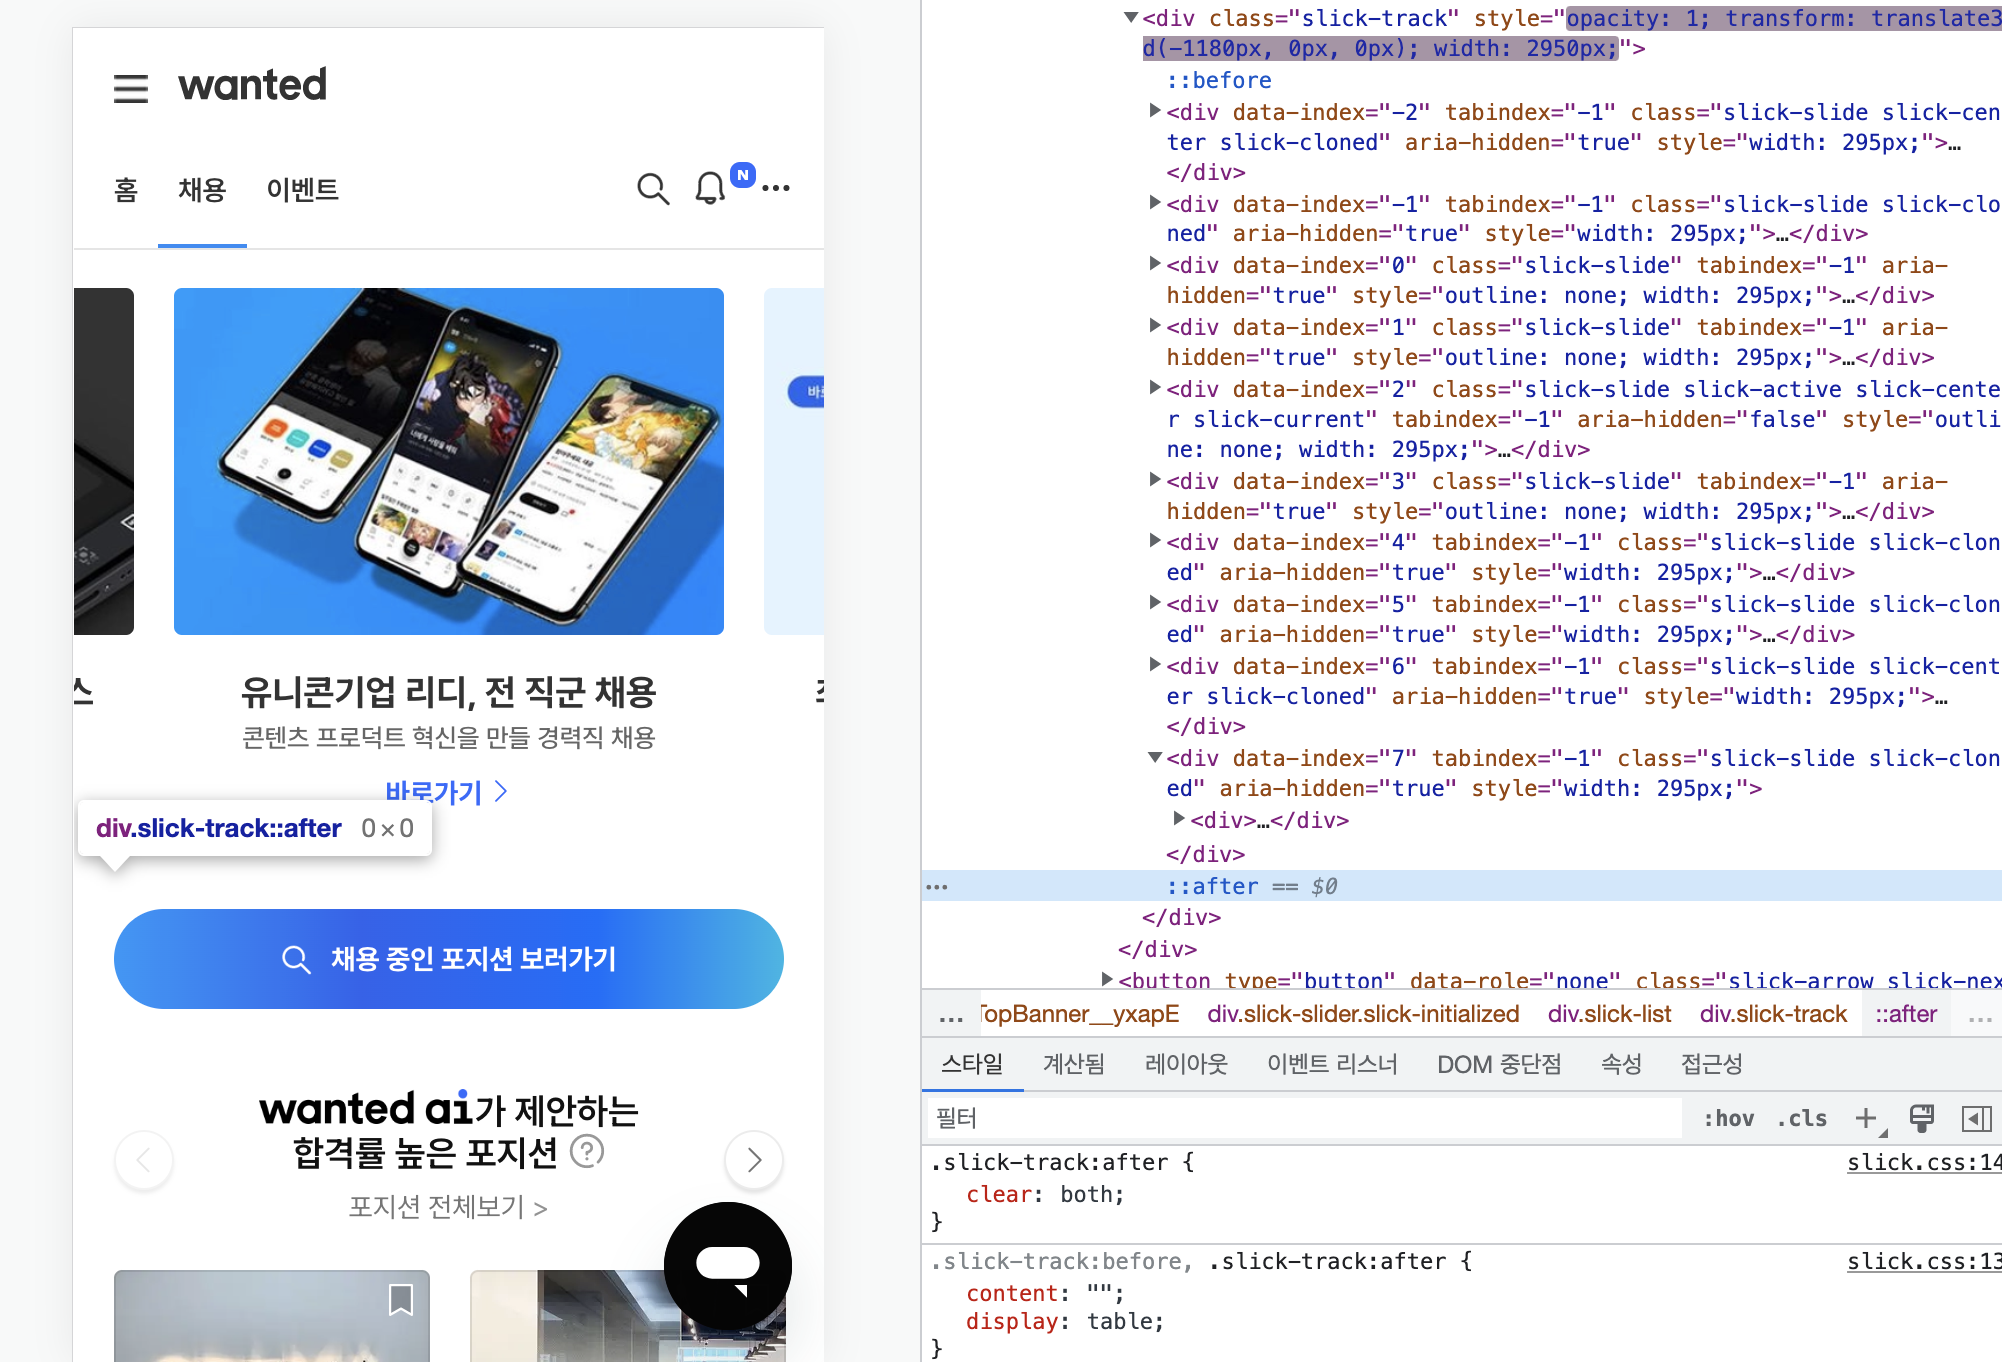 wanted
홈 채용 이벤트 N
바로
유니콘기업 리디, 전 직군 채용
콘텐츠 프로덕트 혁신을 만들 경력직 채용
바로가기
div.slick-track::after 0×0
채용 중인 포지션 보러가기
wanted ai가 제안하는
합격률 높은 포지션 ?
포지션 전체보기 >
<div class="slick-track" style="opacity: 1; transform: translate3
d(-1180px, 0px, 0px); width: 2950px;">
::before
<div data-index="-2" tabindex="-1" class="slick-slide slick-cen
ter slick-cloned" aria-hidden="true" style="width: 295px;">…
</div>
<div data-index="-1" tabindex="-1" class="slick-slide slick-clo
ned" aria-hidden="true" style="width: 295px;">…</div>
<div data-index="0" class="slick-slide" tabindex="-1" aria-
hidden="true" style="outline: none; width: 295px;">…</div>
<div data-index="1" class="slick-slide" tabindex="-1" aria-
hidden="true" style="outline: none; width: 295px;">…</div>
<div data-index="2" class="slick-slide slick-active slick-cente
r slick-current" tabindex="-1" aria-hidden="false" style="outli
ne: none; width: 295px;">…</div>
<div data-index="3" class="slick-slide" tabindex="-1" aria-
hidden="true" style="outline: none; width: 295px;">…</div>
<div data-index="4" tabindex="-1" class="slick-slide slick-clon
ed" aria-hidden="true" style="width: 295px;">…</div>
<div data-index="5" tabindex="-1" class="slick-slide slick-clon
ed" aria-hidden="true" style="width: 295px;">…</div>
<div data-index="6" tabindex="-1" class="slick-slide slick-cent
er slick-cloned" aria-hidden="true" style="width: 295px;">…
</div>
<div data-index="7" tabindex="-1" class="slick-slide slick-clon
ed" aria-hidden="true" style="width: 295px;">
<div>…</div>
</div>
::after == $0
</div>
</div>
<button type="button" data-role="none" class="slick-arrow slick-nex
… TopBanner__yxapE div.slick-slider.slick-initialized div.slick-list div.slick-track ::after …
스타일 계산됨 레이아웃 이벤트 리스너 DOM 중단점 속성 접근성
필터 :hov .cls
.slick-track:after { slick.css:14
clear: both;
}
.slick-track:before, .slick-track:after { slick.css:13
content: "";
display: table;
}